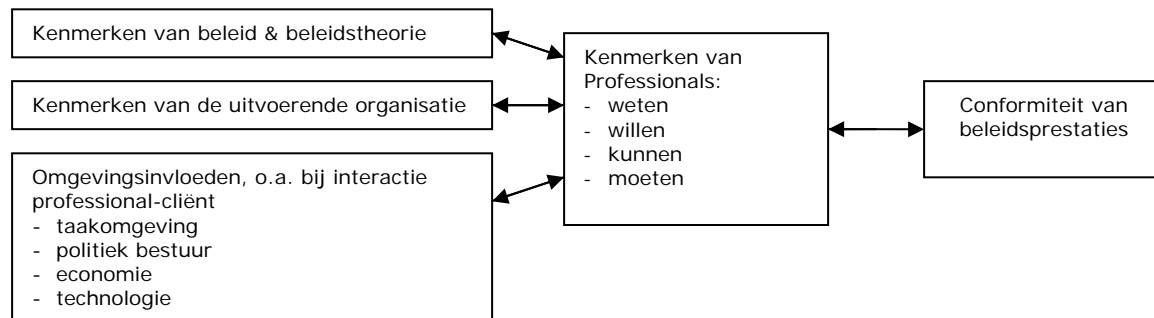 Kenmerken van beleid & beleidstheorie
Kenmerken van de uitvoerende organisatie
Omgevingsinvloeden, o.a. bij interactie
professional-cliënt
- taakomgeving
- politiek bestuur
- economie
- technologie
Kenmerken van
Professionals:
- weten
- willen
- kunnen
- moeten
Conformiteit van
beleidsprestaties